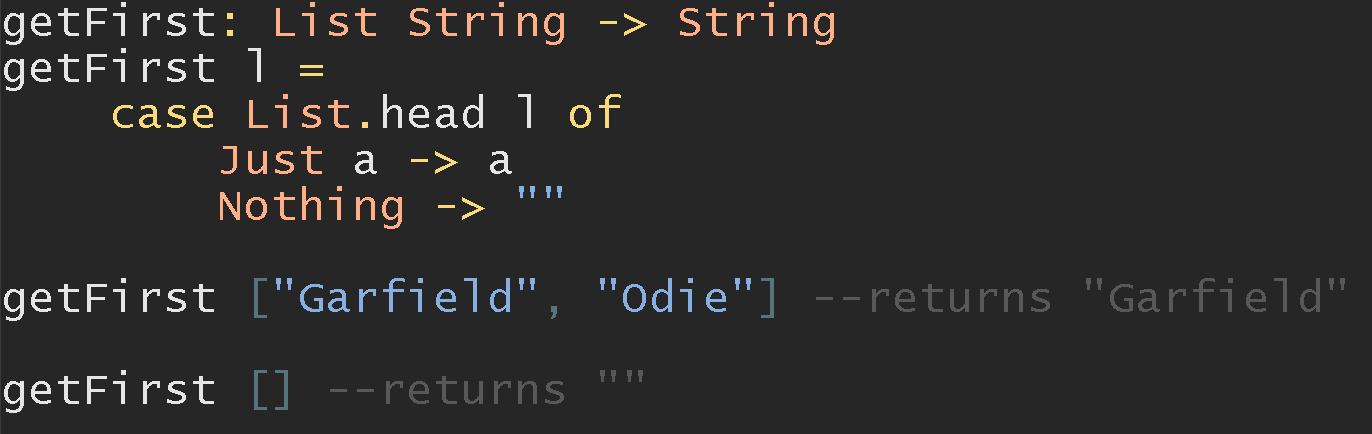 getFirst: List String -> String
getFirst l =
    case List.head l of
        Just a -> a
        Nothing -> ""
getFirst ["Garfield", "Odie"] --returns "Garfield"
getFirst [] --returns ""